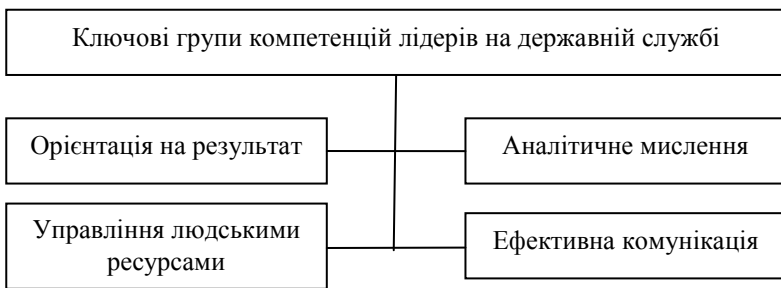 Ключові групи компетенцій лідерів на державній службі
Орієнтація на результат
Аналітичне мислення
Управління людськими
ресурсами
Ефективна комунікація